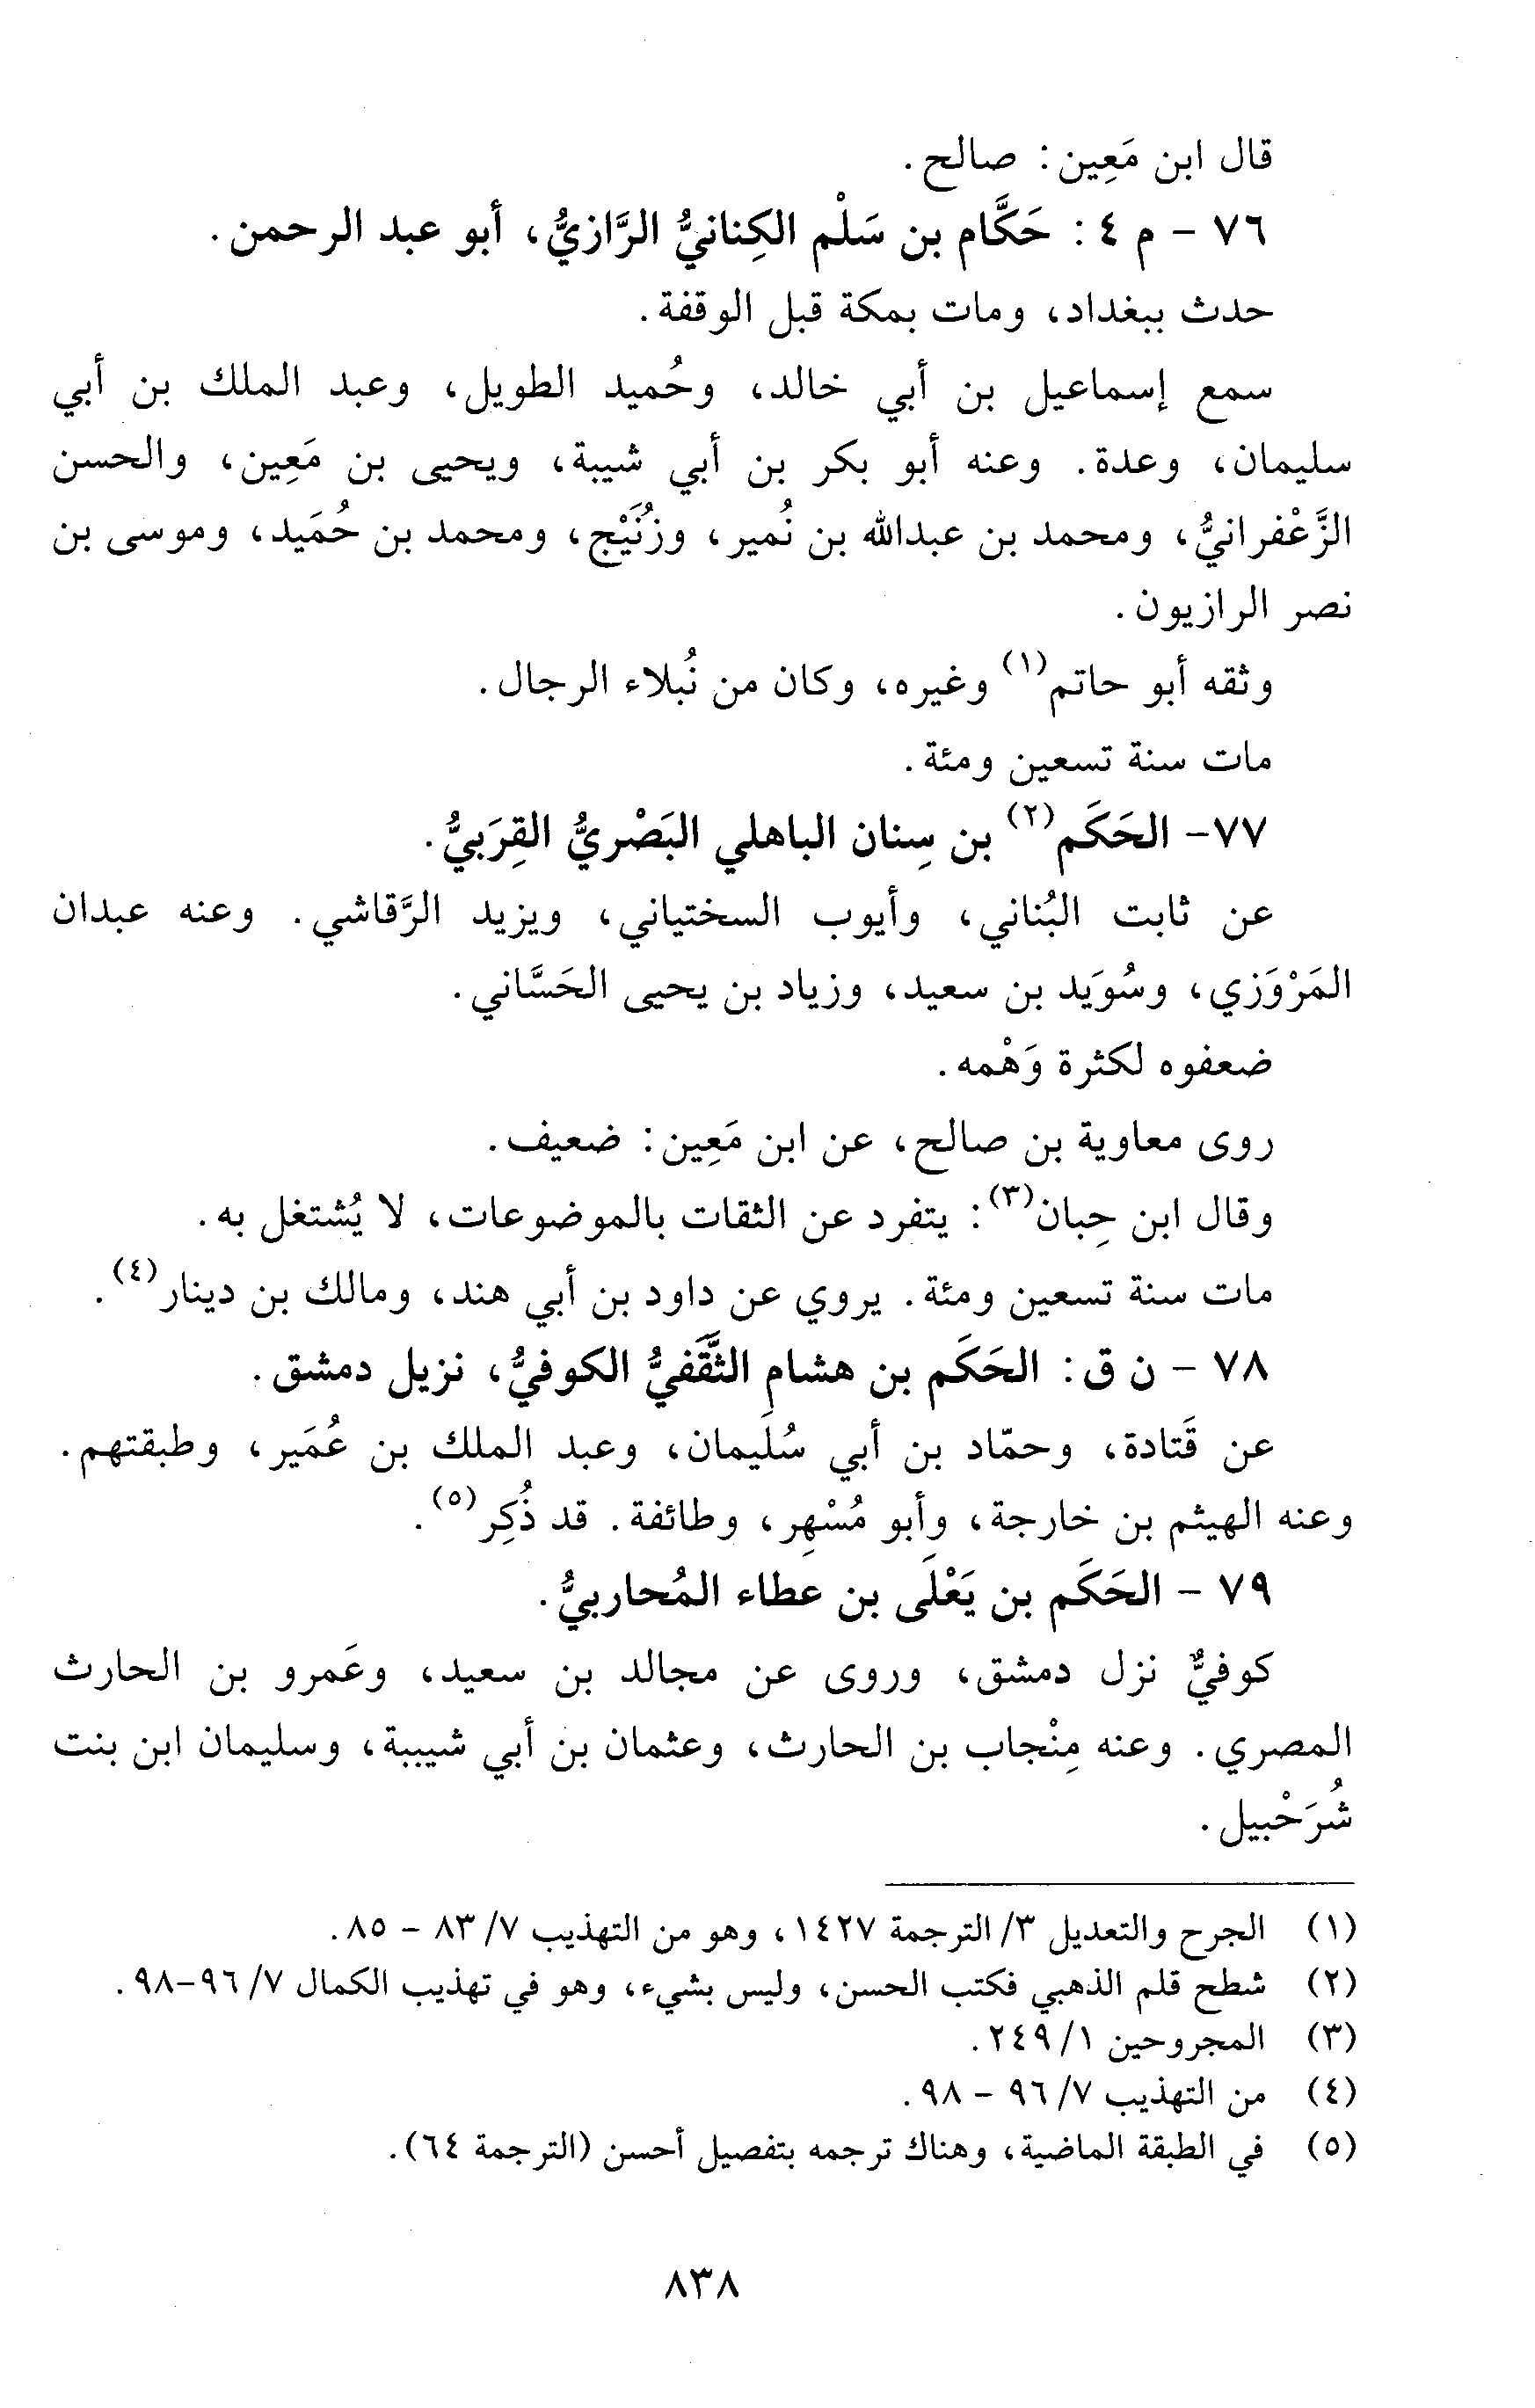 قال ابن مَعِين: صالح.
٧٦ - م ٤: حَكَّام بن سَلْم الكِنانيُّ الرَّازيُّ، أبو عبد الرحمن.
حدث ببغداد، ومات بمكة قبل الوقفة.
سمع إسماعيل بن أبي خالد، وحُميد الطويل، وعبد الملك بن أبي
سليمان، وعدة. وعنه أبو بكر بن أبي شيبة، ويحيى بن مَعِين، والحسن
الزَّعْفرانيُّ، ومحمد بن عبدالله بن نُمير، وزُنَيْج، ومحمد بن حُمَيد، وموسى بن
نصر الرازيون.
وثقه أبو حاتم(١) وغيره، وكان من نُبلاء الرجال.
مات سنة تسعين ومئة.
٧٧- الحَكَم(٢) بن سِنان الباهلي البَصْريُّ القِرَبيُّ.
عن ثابت البُناني، وأيوب السختياني، ويزيد الرَّقاشي. وعنه عبدان
المَرْوَزي، وسُوَيد بن سعيد، وزياد بن يحيى الحَسَّاني.
ضعفوه لكثرة وَهْمه.
روى معاوية بن صالح، عن ابن مَعِين: ضعيف.
وقال ابن حِبان(٣): يتفرد عن الثقات بالموضوعات، لا يُشتغل به.
مات سنة تسعين ومئة. يروي عن داود بن أبي هند، ومالك بن دينار(٤).
٧٨ - ن ق: الحَكَم بن هشام الثَّقَفيُّ الكوفيُّ، نزيل دمشق.
عن قَتادة، وحمّاد بن أبي سُلَيمان، وعبد الملك بن عُمَير، وطبقتهم.
وعنه الهيثم بن خارجة، وأبو مُسْهِر، وطائفة. قد ذُكِر(٥).
٧٩ - الحَكَم بن يَعْلَى بن عطاء المُحاربيُّ.
كوفيٌّ نزل دمشق، وروى عن مجالد بن سعيد، وعَمرو بن الحارث
المصري. وعنه مِنْجاب بن الحارث، وعثمان بن أبي شيببة، وسليمان ابن بنت
شُرَحْبيل.
(١) الجرح والتعديل ٣/ الترجمة ١٤٢٧، وهو من التهذيب ٧/ ٨٣ - ٨٥.
(٢) شطح قلم الذهبي فكتب الحسن، وليس بشيء، وهو في تهذيب الكمال ٧/ ٩٦-٩٨.
(٣) المجروحين ١/ ٢٤٩.
(٤) من التهذيب ٧/ ٩٦ - ٩٨.
(٥) في الطبقة الماضية، وهناك ترجمه بتفصيل أحسن (الترجمة ٦٤).
٨٣٨